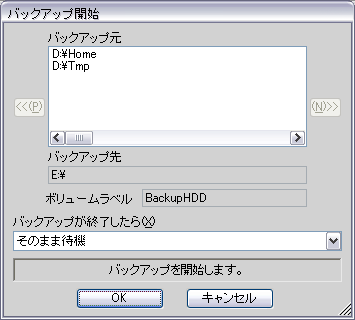 バックアップ開始
バックアップ元
D:¥Home
D:¥Tmp
<<(P)
(N)>>
バックアップ先
E:¥
ボリュームラベル BackupHDD
バックアップが終了したら(X)
そのまま待機
バックアップを開始します。
OK キャンセル